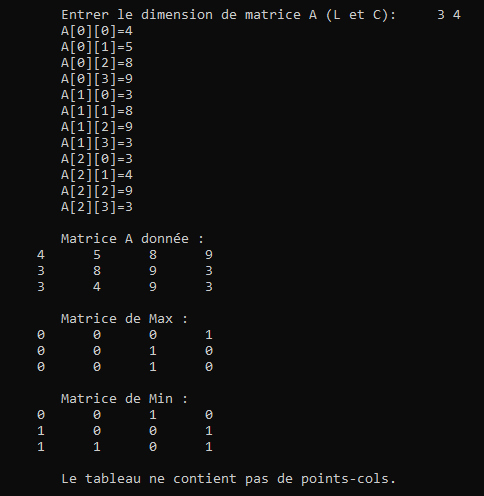 Entrer le dimension de matrice A (L et C): 3 4
A[0][0]=4
A[0][1]=5
A[0][2]=8
A[0][3]=9
A[1][0]=3
A[1][1]=8
A[1][2]=9
A[1][3]=3
A[2][0]=3
A[2][1]=4
A[2][2]=9
A[2][3]=3
Matrice A donnée :
4 5 8 9
3 8 9 3
3 4 9 3
Matrice de Max :
0 0 0 1
0 0 1 0
0 0 1 0
Matrice de Min :
0 0 1 0
1 0 0 1
1 1 0 1
Le tableau ne contient pas de points-cols.